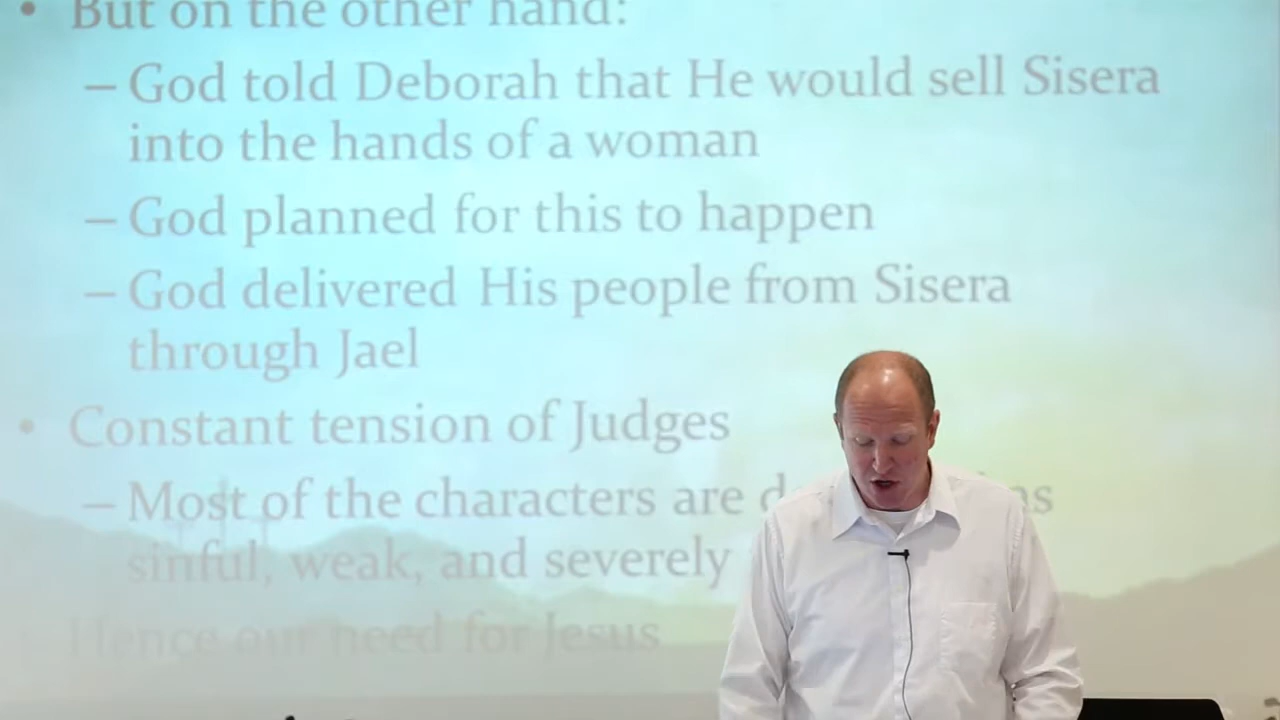 • But on the other hand:
– God told Deborah that He would sell Sisera
into the hands of a woman
– God planned for this to happen
– God delivered His people from Sisera
through Jael
• Constant tension of Judges
– Most of the characters are
sinful, weak, and severely
Hence our need for Jesus